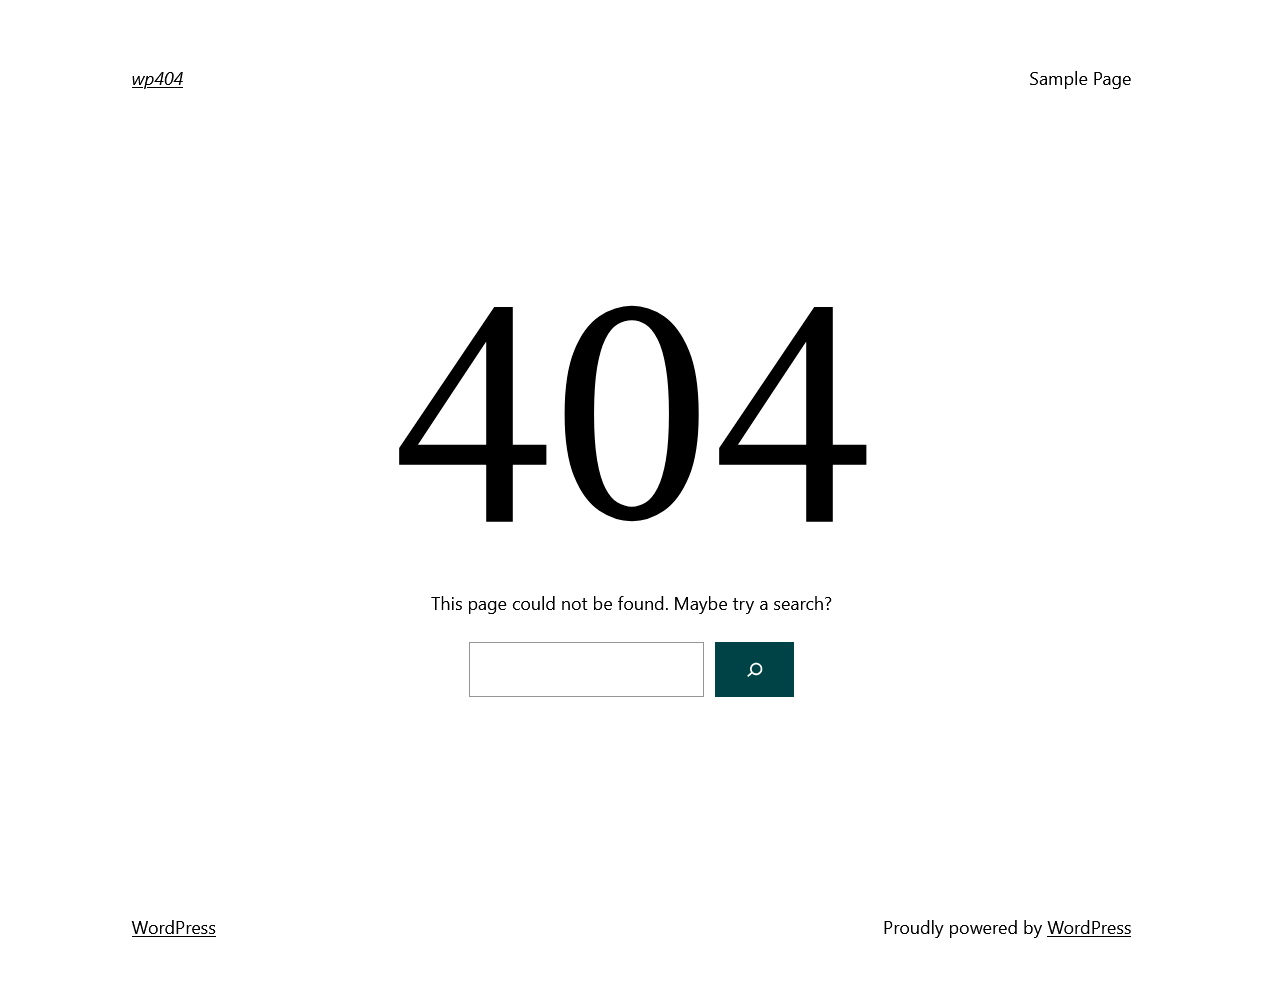 wp404
Sample Page
404
This page could not be found. Maybe try a search?
WordPress
Proudly powered by WordPress